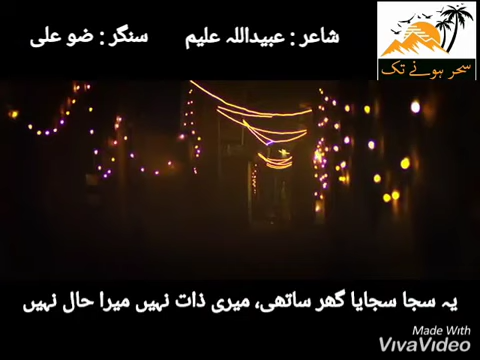 شاعر : عبیداللہ علیم سنگر : ضو علی
سحر ہونے تک
یہ سجا سجایا گھر ساتھی، میری ذات نہیں میرا حال نہیں
Made With
VivaVideo